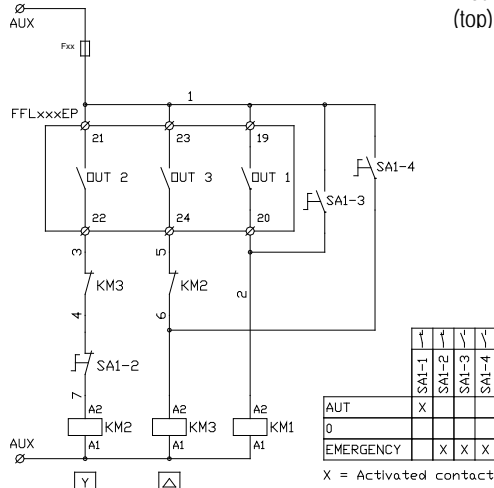 (top)
AUX
Fxx
1
FFLxxxEP
21
23
19
OUT 2
OUT 3
OUT 1
SA1-4
SA1-3
22
24
20
3
5
2
KM3
KM2
4
6
SA1-2
7
A2
A2
A2
KM2
KM3
KM1
A1
A1
A1
AUX
Y
△
SA1-1
SA1-2
SA1-3
SA1-4
AUT X
0
EMERGENCY X X X
X = Activated contact